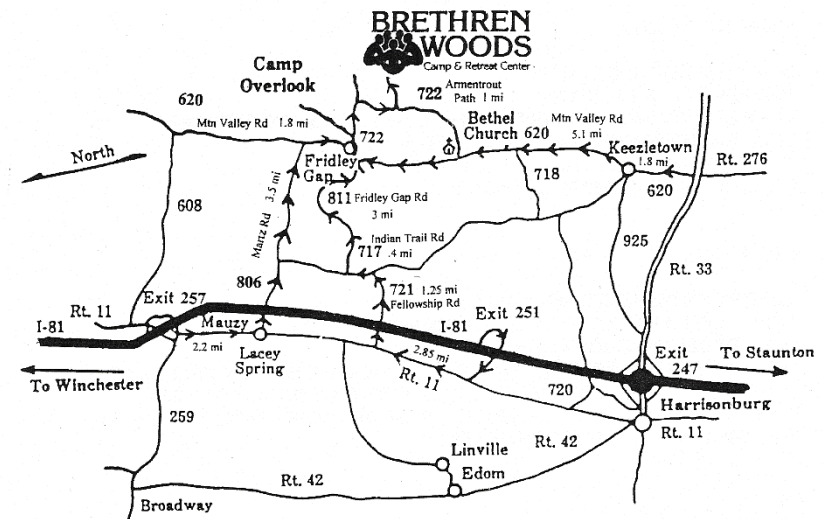 BRETHREN
WOODS
Camp & Retreat Center
Camp
Overlook
722
Armentrout
Path 1 mi
620
Mtn Valley Rd 1.8 mi
Bethel
Church
620
Mtn Valley Rd
5.1 mi
Keezletown
1.8 mi
Rt. 276
North
722
Fridley
Gap
718
620
811 Fridley Gap Rd
3 mi
608
Martz Rd 3.5 mi
925
Indian Trail Rd
717 .4 mi
Rt. 33
806
721 1.25 mi
Fellowship Rd
Exit 257
Exit 251
Rt. 11
I-81
Mauzy
I-81
2.2 mi
Lacey
Spring
2.85 mi
Rt. 11
Exit
247
To Staunton
To Winchester
720
Harrisonburg
Rt. 11
259
Linville
Edom
Rt. 42
Rt. 42
Broadway